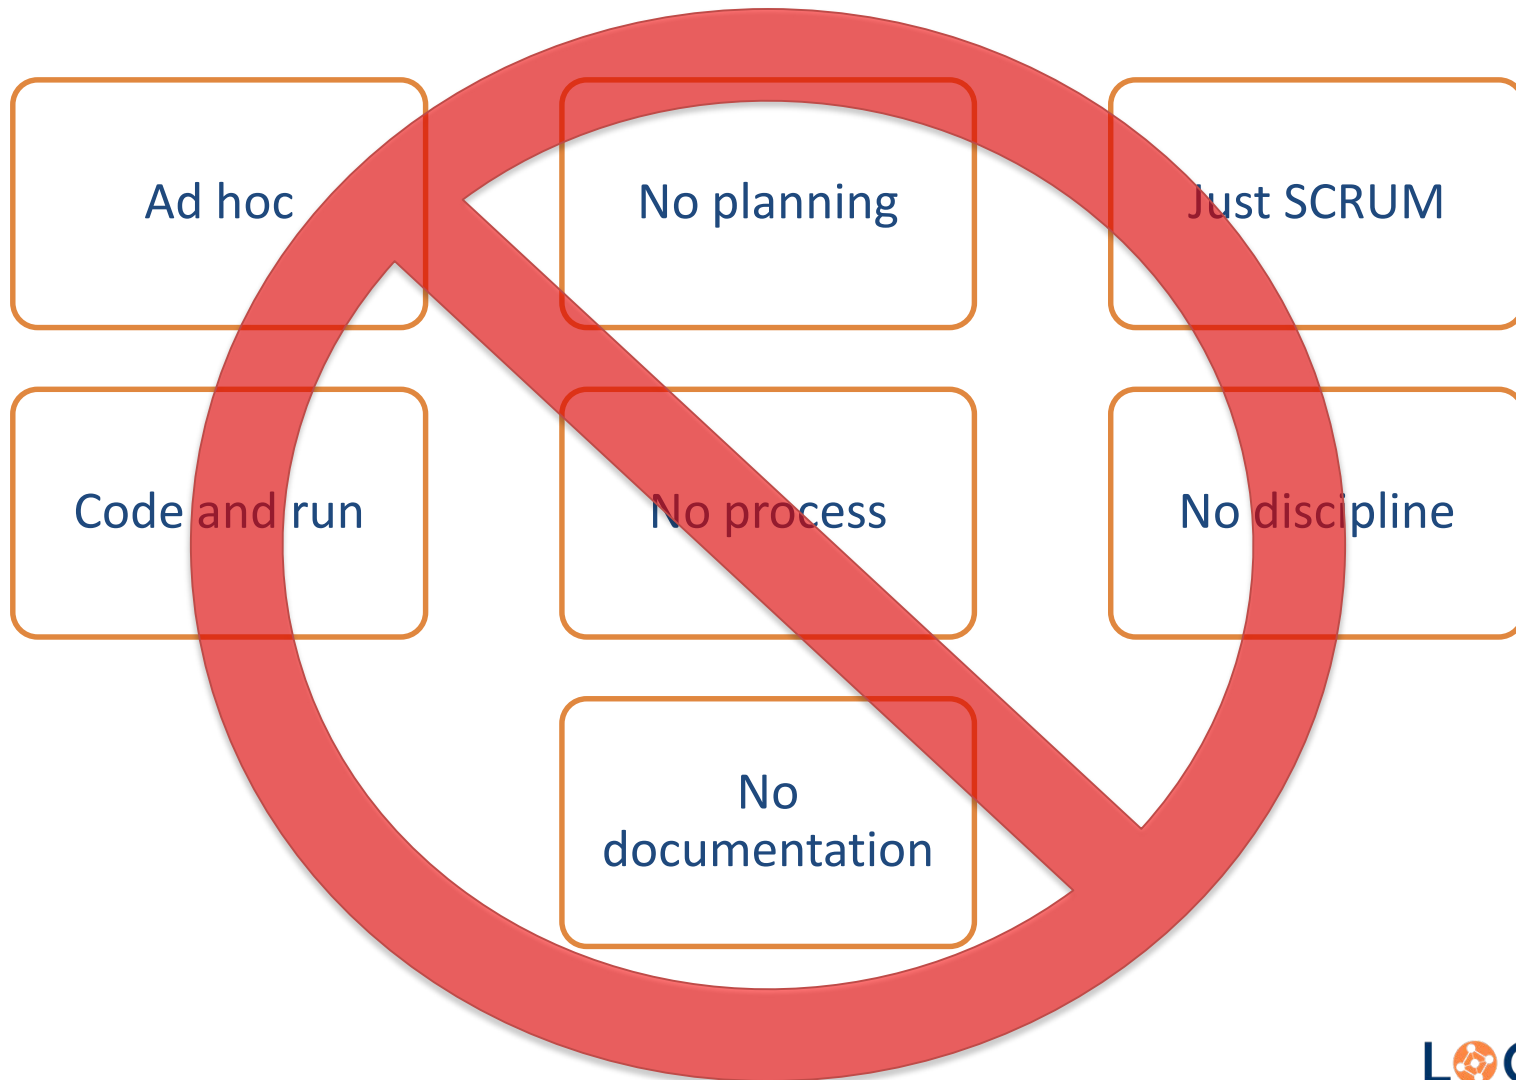 Ad hoc
No planning
Just SCRUM
Code and run
No process
No discipline
No
documentation